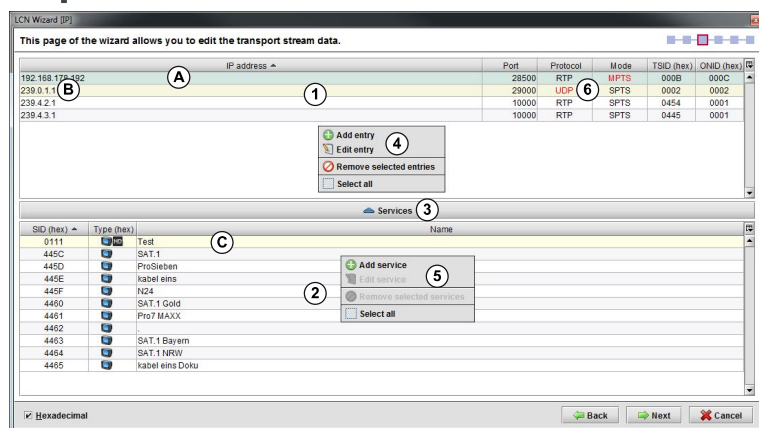 LCN Wizard [IP]
This page of the wizard allows you to edit the transport stream data.
IP address Port Protocol Mode TSID (hex) ONID (hex)
192.168.178.192 A 28500 RTP MPTS 000B 000C
239.0.1.1 B 1 29000 UDP 6 SPTS 0002 0002
239.4.2.1 10000 RTP SPTS 0454 0001
239.4.3.1 10000 RTP SPTS 0445 0001
Add entry
Edit entry 4
Remove selected entries
Select all
Services 3
SID (hex) Type (hex) Name
0111 HD Test C
445C SAT.1
445D ProSieben
445E kabel eins
445F N24
4460 SAT.1 Gold
4461 Pro7 MAXX
4462 .
4463 SAT.1 Bayern
4464 SAT.1 NRW
4465 kabel eins Doku
Add service
Edit service 5
2 Remove selected services
Select all
Hexadecimal Back Next Cancel